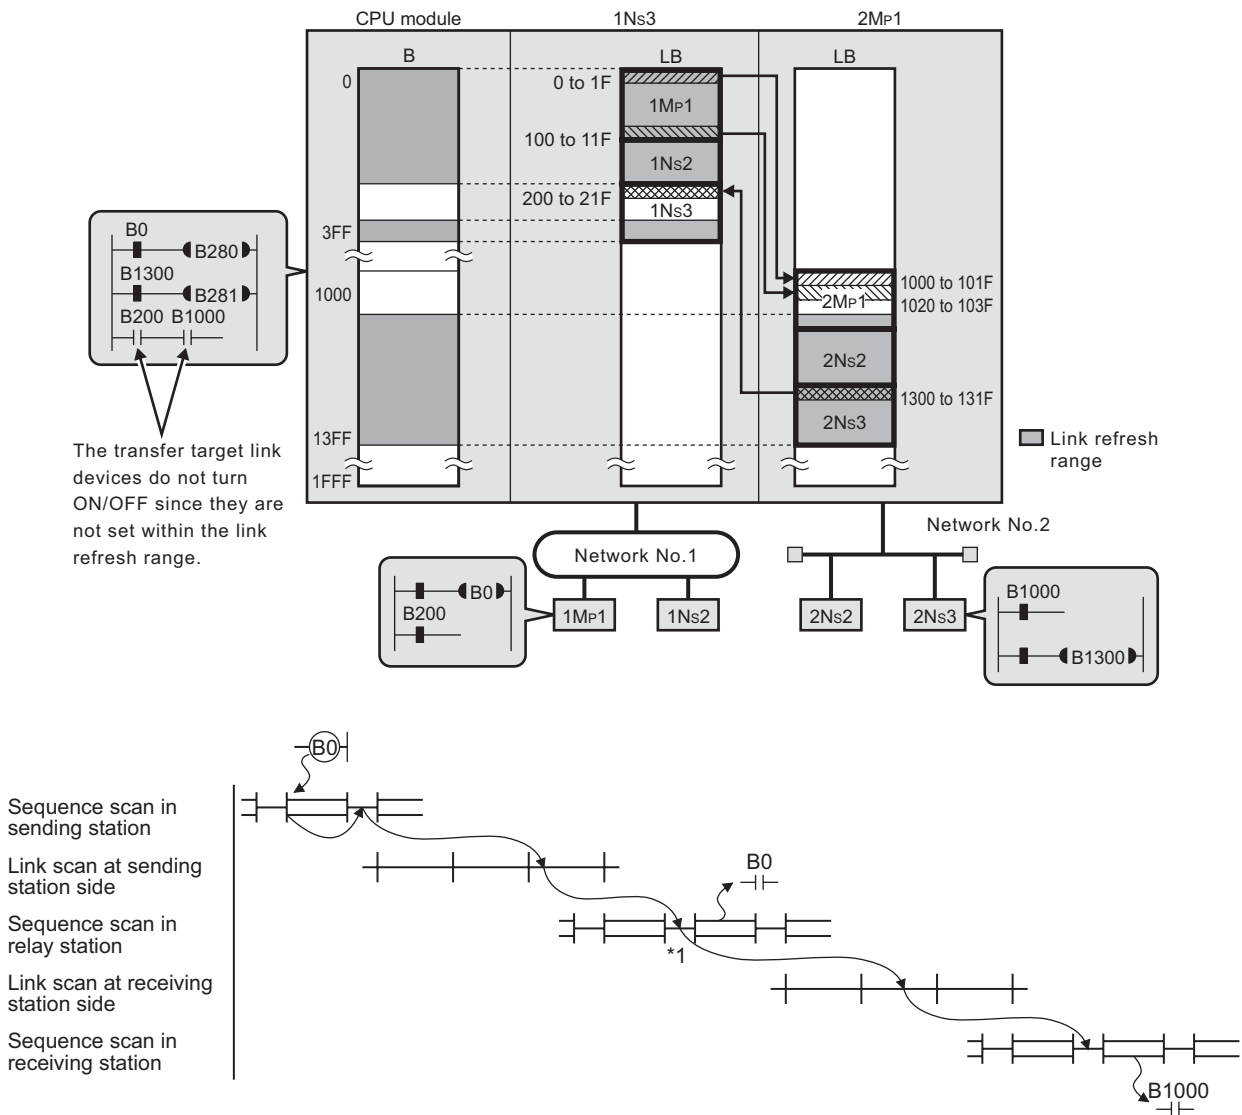 CPU module
1Ns3
2Mp1
B
LB
LB
0
0 to 1F
1Mp1
100 to 11F
1Ns2
200 to 21F
1Ns3
3FF
1000
1000 to 101F
2Mp1
1020 to 103F
2Ns2
1300 to 131F
2Ns3
13FF
1FFF
B0
B280
B1300
B281
B200 B1000
The transfer target link
devices do not turn
ON/OFF since they are
not set within the link
refresh range.
Link refresh
range
Network No.1
Network No.2
B0
B200
1Mp1
1Ns2
2Ns2
2Ns3
B1000
B1300
B0
Sequence scan in
sending station
Link scan at sending
station side
B0
Sequence scan in
relay station
*1
Link scan at receiving
station side
Sequence scan in
receiving station
B1000